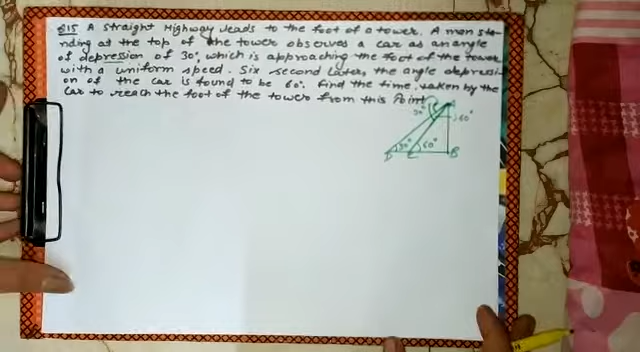 Q15 A straight Highway leads to the foot of a tower. A man sta-
nding at the top of the tower observes a car as an angle
of depression of 30°, which is approaching the foot of the tower
with a uniform speed. Six second later, the angle depressi-
on of the car is found to be 60°. find the time taken by the
Car to reach the foot of the tower from this Point.
A
30°
60°
30°
60°
D C B